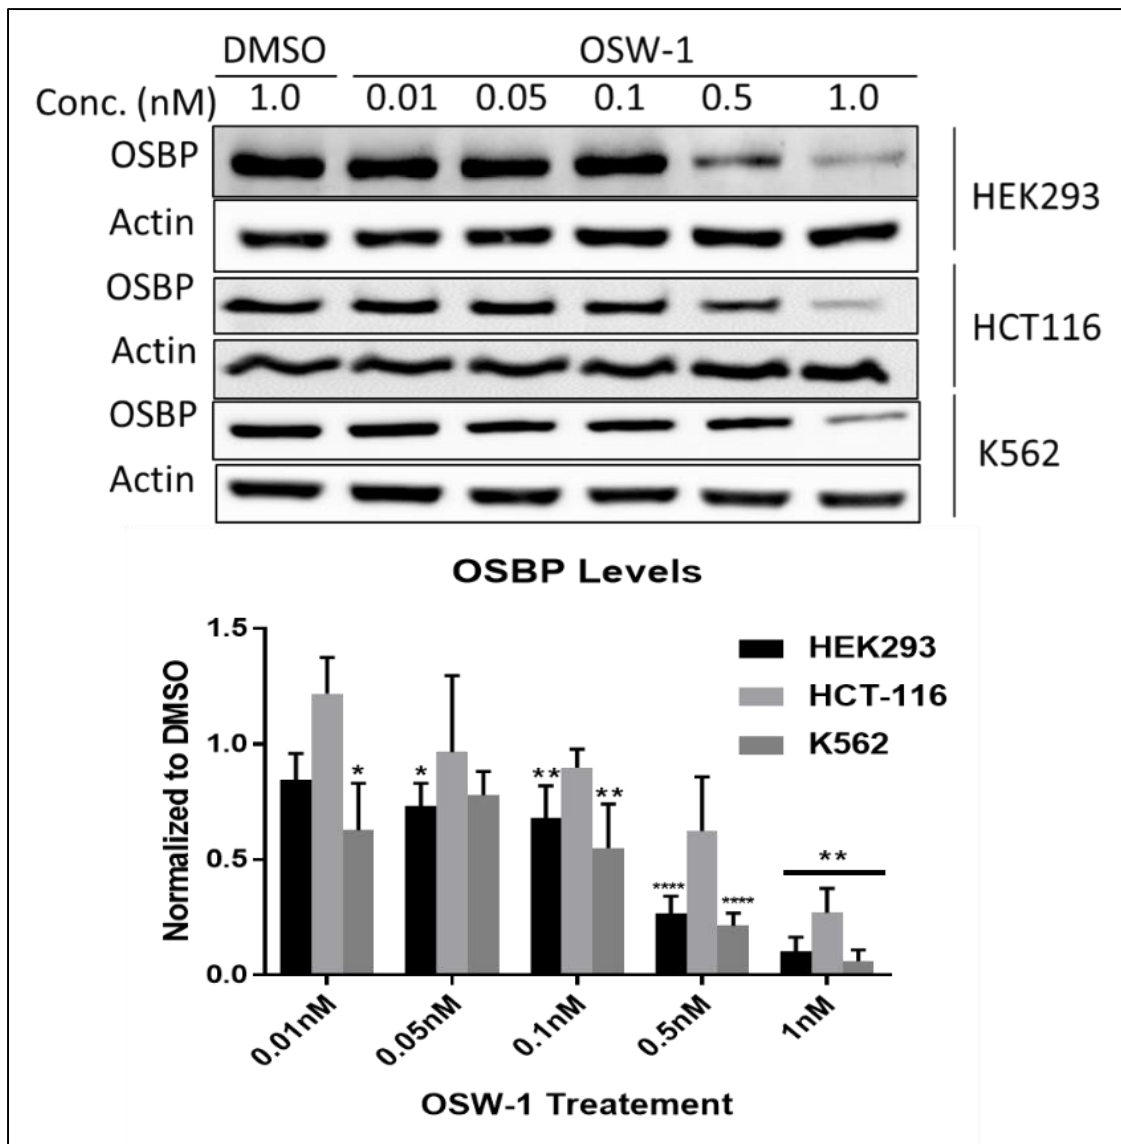 DMSO OSW-1
Conc. (nM) 1.0 0.01 0.05 0.1 0.5 1.0
OSBP
Actin
HEK293
OSBP
Actin
HCT116
OSBP
Actin
K562
OSBP Levels
Normalized to DMSO
1.5
1.0
0.5
0.0
HEK293
HCT-116
K562
*
*
**
**
****
****
**
0.01nM 0.05nM 0.1nM 0.5nM 1nM
OSW-1 Treatement